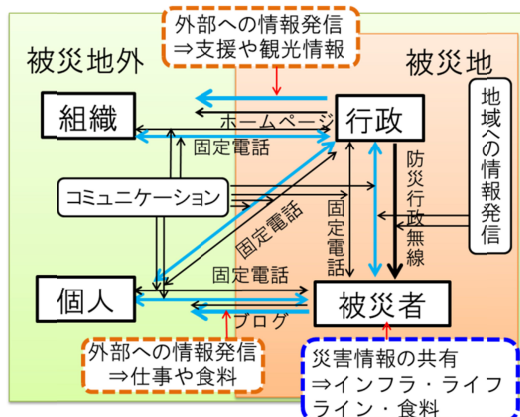 外部への情報発信
⇒支援や観光情報
被災地外
被災地
組織
行政
ホームページ
固定電話
地域への情報発信
コミュニケーション
防災行政無線
固定電話
固定電話
固定電話
個人
被災者
ブログ
外部への情報発信
⇒仕事や食料
災害情報の共有
⇒インフラ・ライフ
ライン・食料